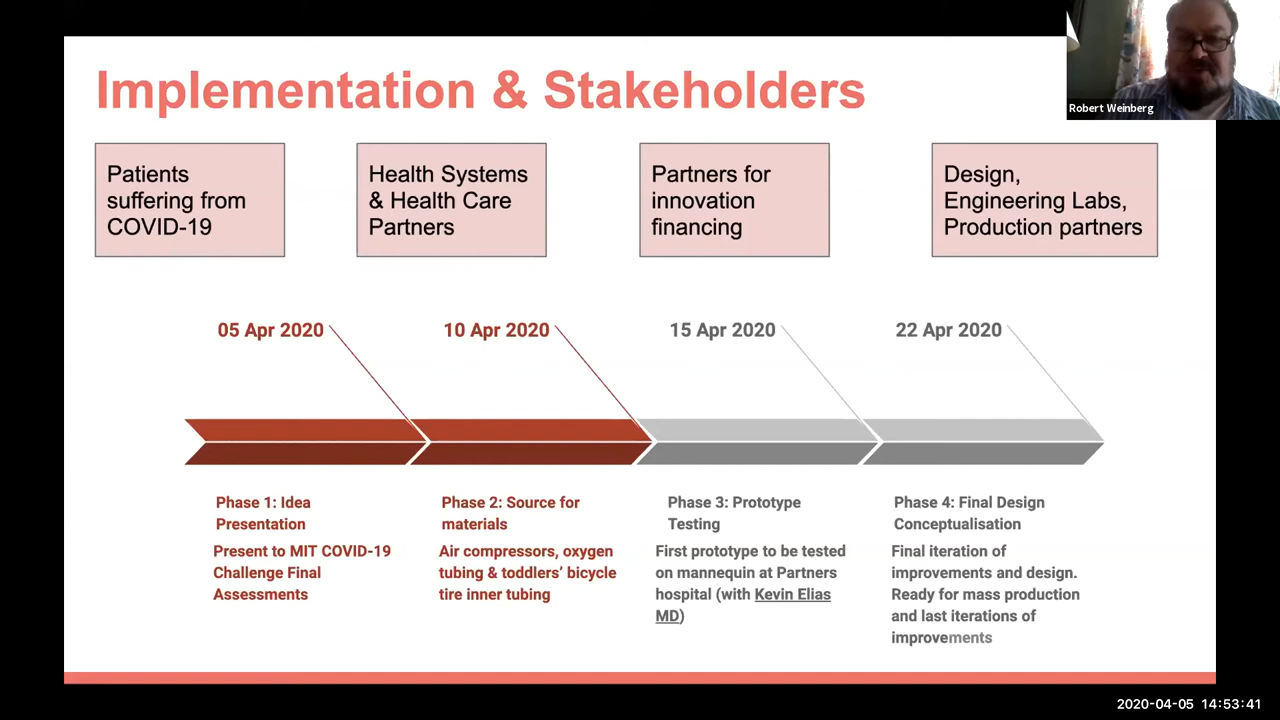 Implementation & Stakeholders
Robert Weinberg
Patients
suffering from
COVID-19
Health Systems
& Health Care
Partners
Partners for
innovation
financing
Design,
Engineering Labs,
Production partners
05 Apr 2020
10 Apr 2020
15 Apr 2020
22 Apr 2020
Phase 1: Idea
Presentation
Present to MIT COVID-19
Challenge Final
Assessments
Phase 2: Source for
materials
Air compressors, oxygen
tubing & toddlers’ bicycle
tire inner tubing
Phase 3: Prototype
Testing
First prototype to be tested
on mannequin at Partners
hospital (with Kevin Elias
MD)
Phase 4: Final Design
Conceptualisation
Final iteration of
improvements and design.
Ready for mass production
and last iterations of
improvements
2020-04-05 14:53:41